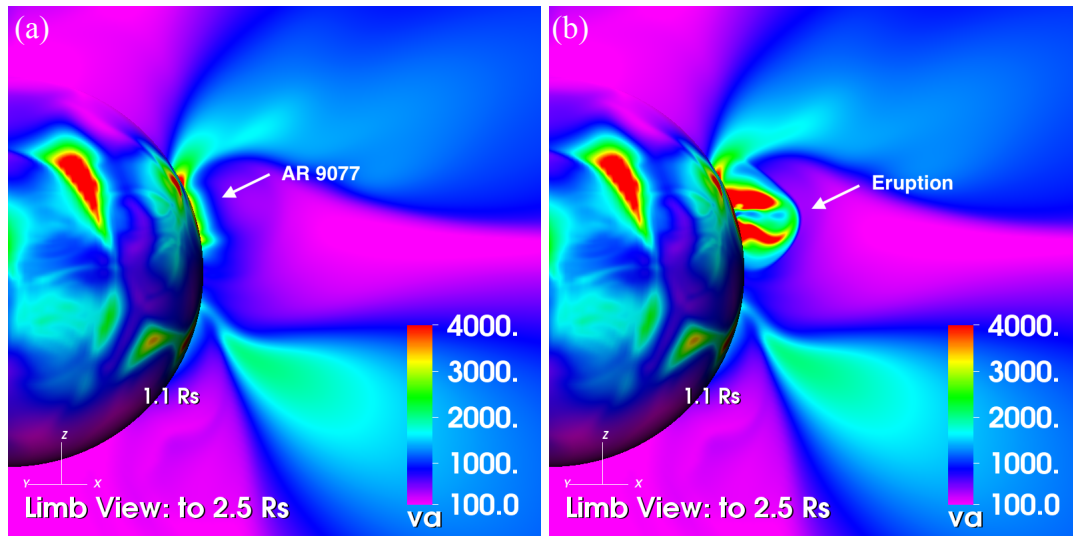 (a)
AR 9077
4000.
3000.
2000.
1.1 Rs
1000.
Z
Y X
100.0
Limb View: to 2.5 Rs
va
(b)
Eruption
4000.
3000.
2000.
1.1 Rs
1000.
Z
Y X
100.0
Limb View: to 2.5 Rs
va